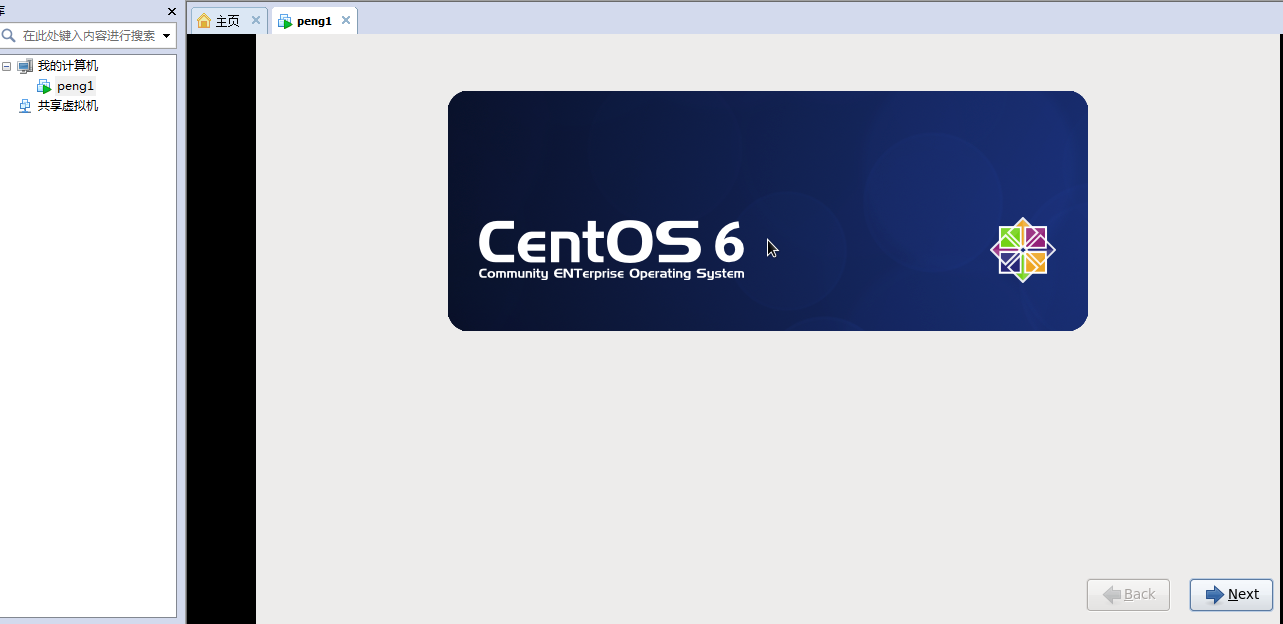 库
在此处键入内容进行搜索
我的计算机
peng1
共享虚拟机
主页
peng1
CentOS 6
Community ENTerprise Operating System
Back
Next